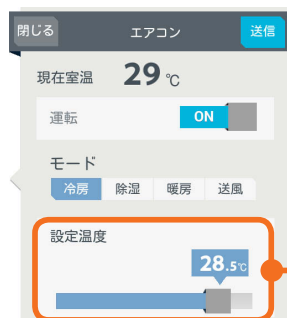 閉じる エアコン 送信
現在室温 29℃
運転 ON
モード
冷房 除湿 暖房 送風
設定温度
28.5℃